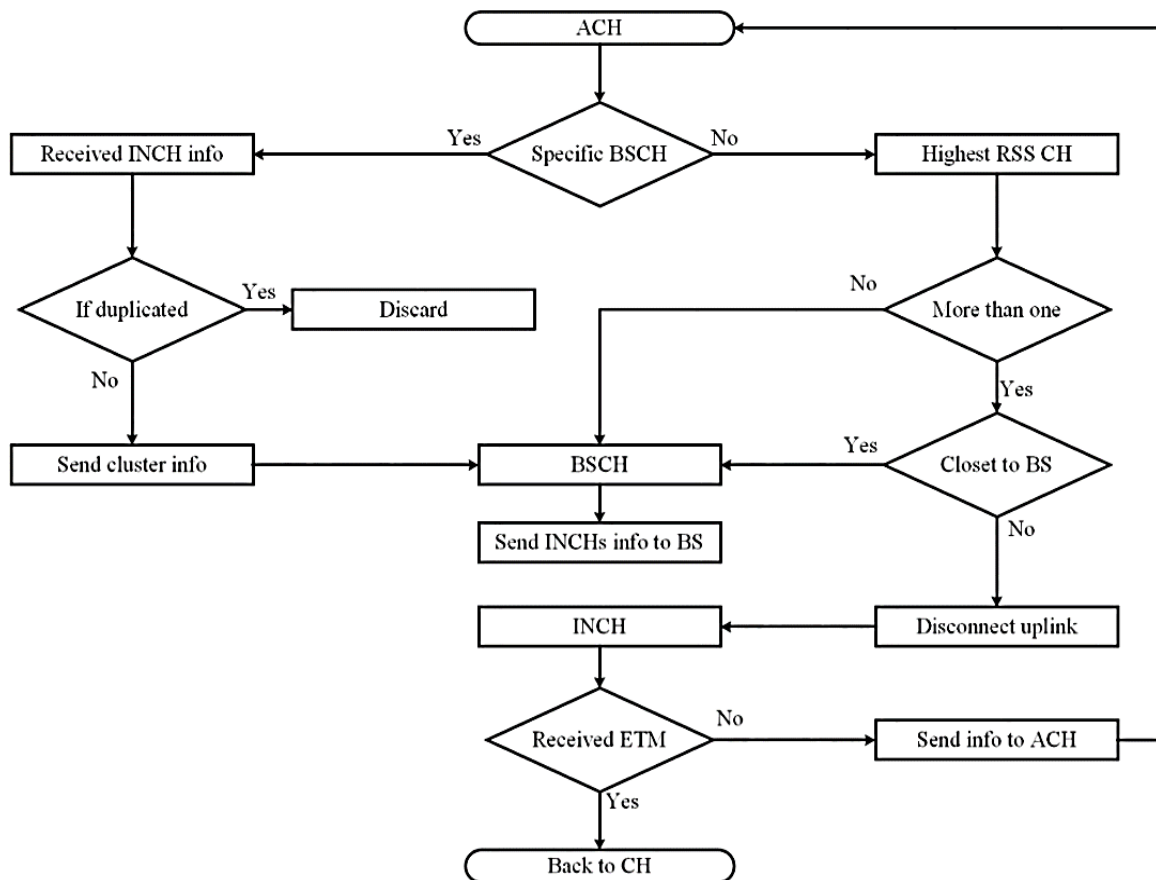 ACH
Yes
No
Received INCH info
Specific BSCH
Highest RSS CH
If duplicated
Yes
Discard
No
More than one
No
Yes
Send cluster info
BSCH
Yes
Closet to BS
Send INCHs info to BS
No
INCH
Disconnect uplink
Received ETM
No
Send info to ACH
Yes
Back to CH